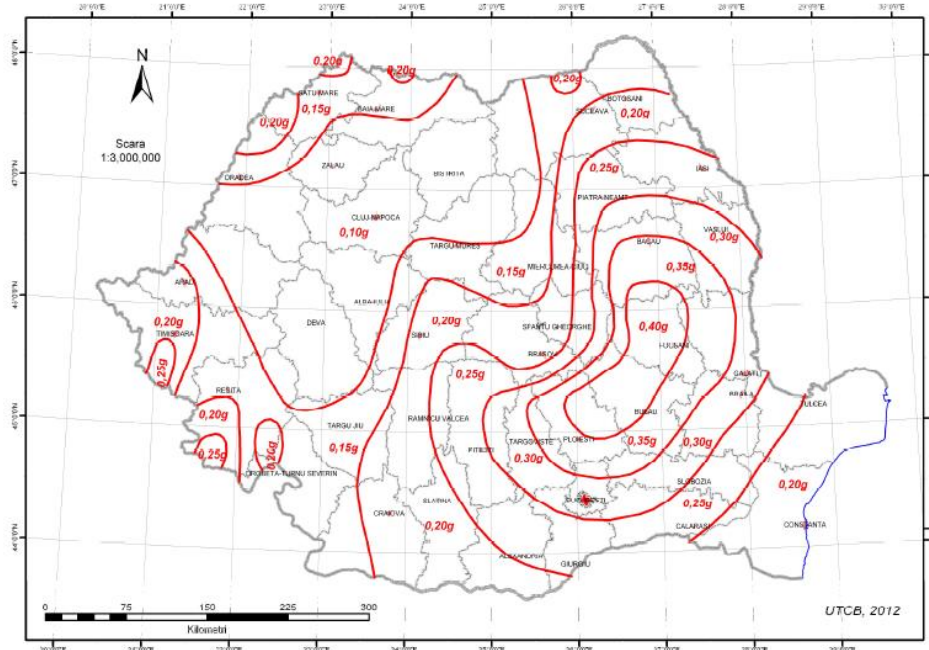 N
Scara
1:3,000,000
0,20g
0,20g
0,20g
SATU MARE
0,15g
BAIA MARE
BOTOSANI
SUCEAVA
0,20g
0,20g
ORADEA
ZALAU
BISTRITA
0,25g
IASI
PIATRA NEAMT
CLUJ-NAPOCA
0,10g
TARGU-MURES
VASLUI
0,30g
BACAU
0,15g
MIERCUREA-CIUC
0,35g
ARAD
ALBA-IULIA
0,20g
TIMISOARA
DEVA
0,20g
SIBIU
SFANTU GHEORGHE
0,40g
FOCSANI
BRASOV
0,25g
0,25g
GALATI
RESITA
BRAILA
TULCEA
0,20g
RAMNICU VALCEA
BUZAU
TARGU JIU
0,15g
TARGOVISTE
PLOIESTI
0,35g
0,30g
0,25g
0,20g
PITESTI
0,30g
DROBETA-TURNU SEVERIN
SLOBOZIA
0,20g
BUCURESTI
0,25g
CRAIOVA
SLATINA
0,20g
CALARASI
CONSTANTA
ALEXANDRIA
GIURGIU
0 75 150 225 300
Kilometri
UTCB, 2012